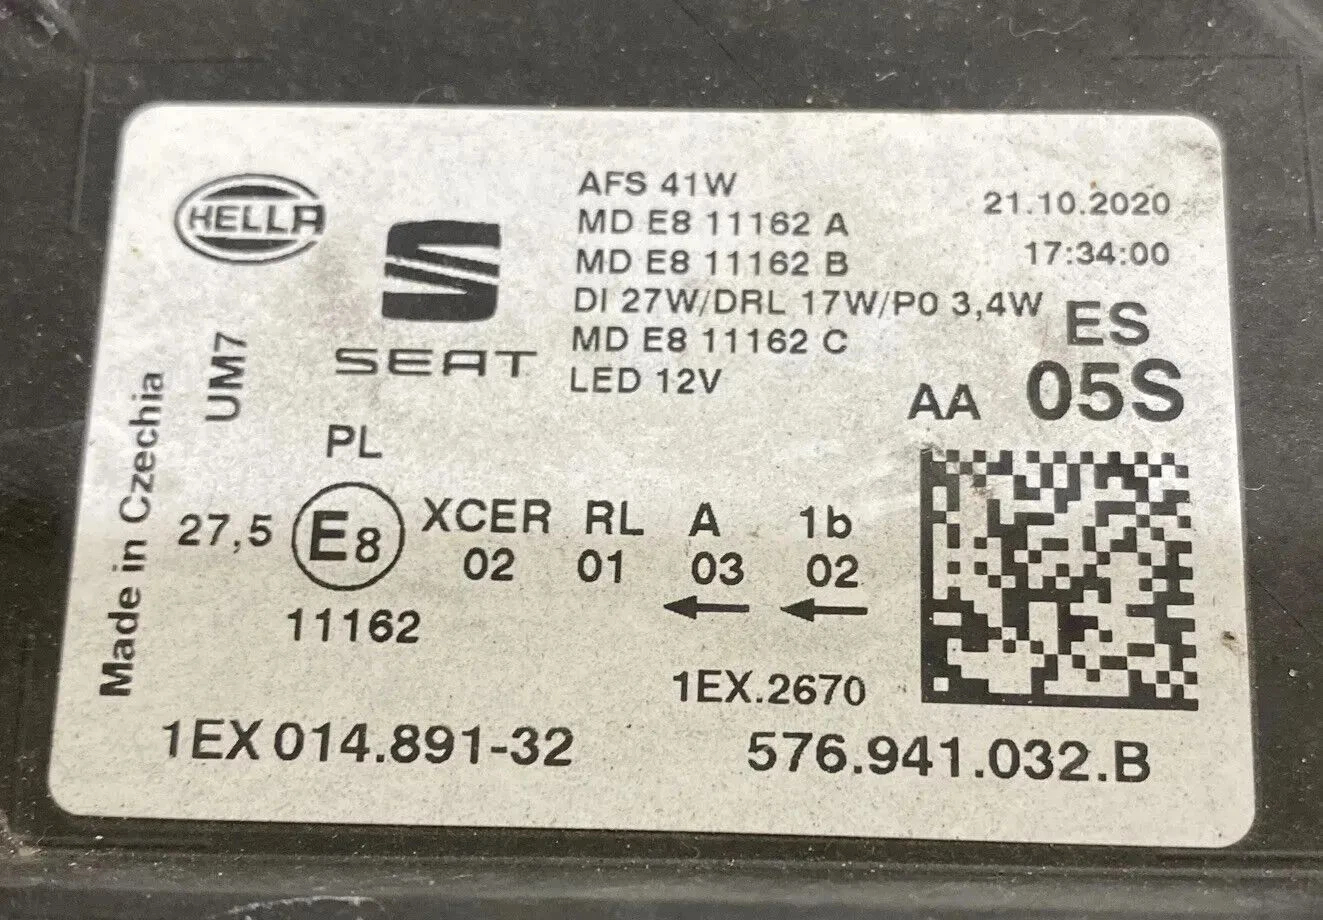 HELLA
SEAT
AFS 41W
MD E8 11162 A
MD E8 11162 B
DI 27W/DRL 17W/P0 3,4W
MD E8 11162 C
LED 12V
21.10.2020
17:34:00
ES
AA 05S
UM7
Made in Czechia
PL
27,5 E8 XCER RL A 1b
02 01 03 02
11162 ← ←
1EX.2670
1EX 014.891-32
576.941.032.B